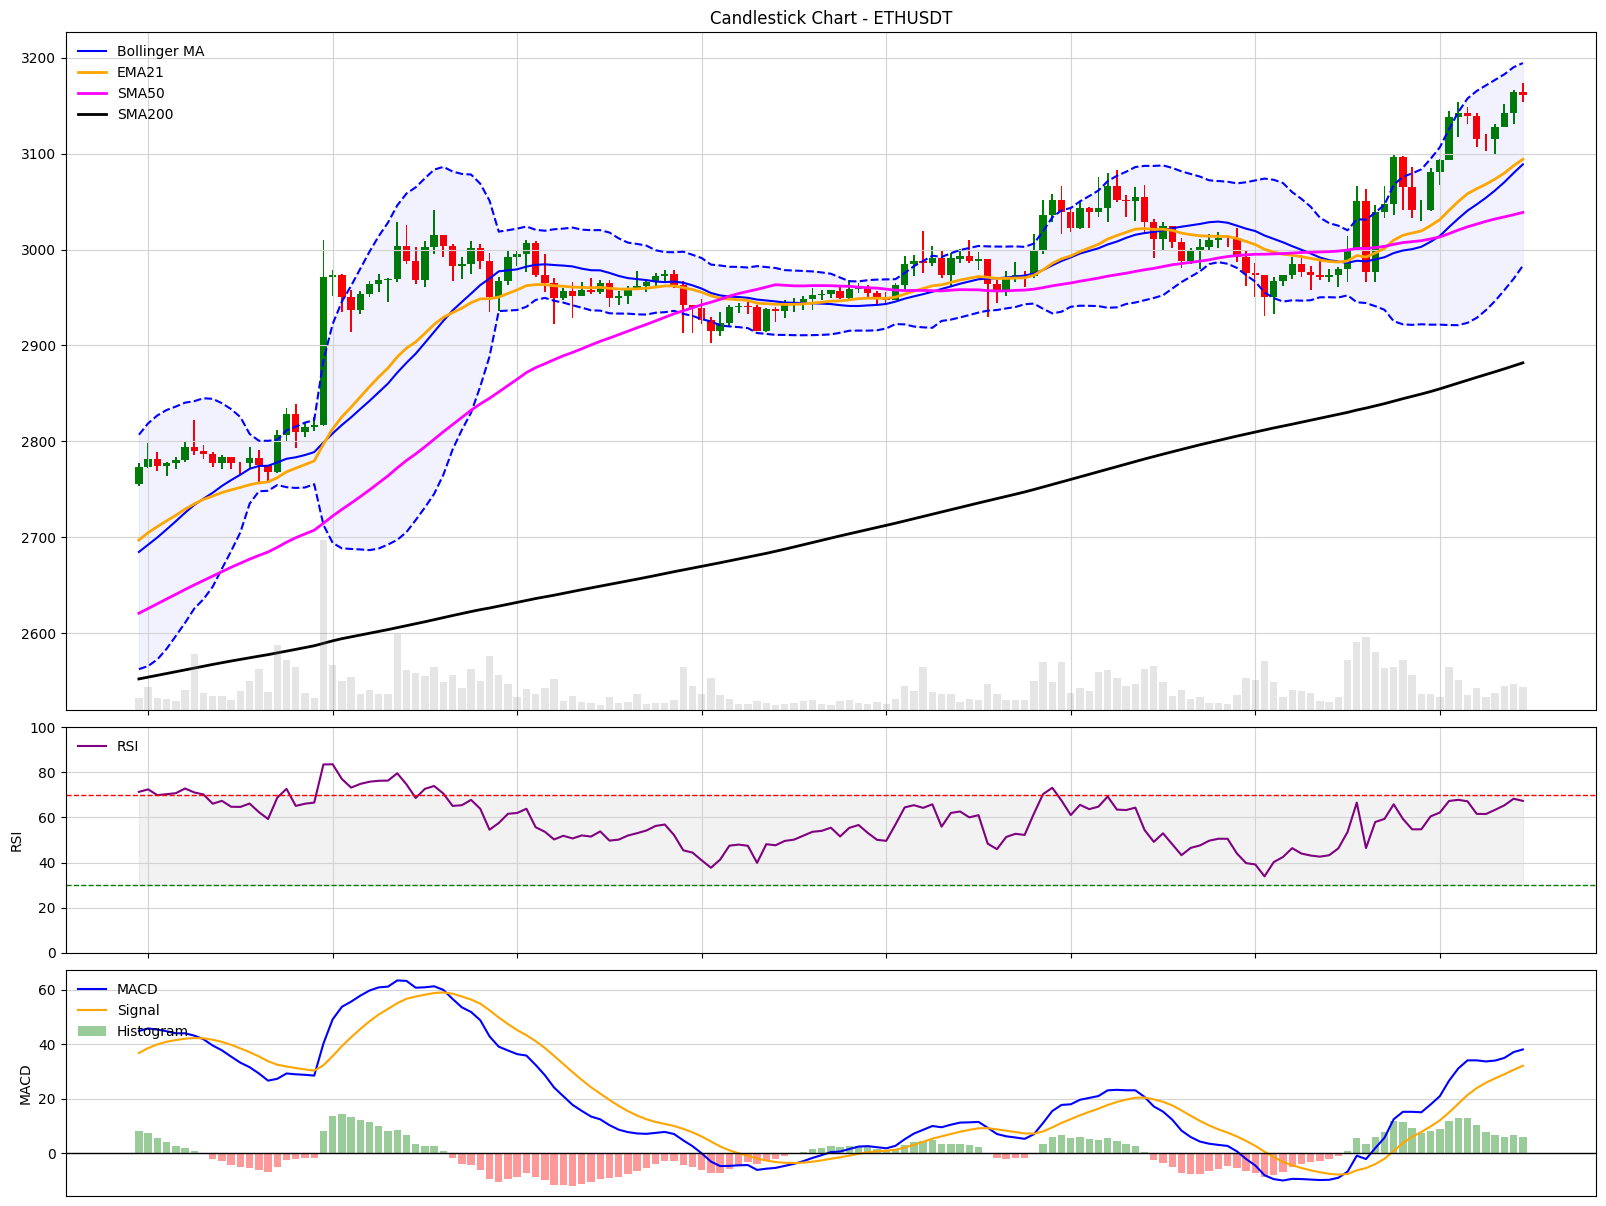 Candlestick Chart - ETHUSDT
Bollinger MA
EMA21
SMA50
SMA200
3200
3100
3000
2900
2800
2700
2600
RSI
100
80
60
40
20
0
RSI
MACD
Signal
Histogram
60
40
20
0
MACD